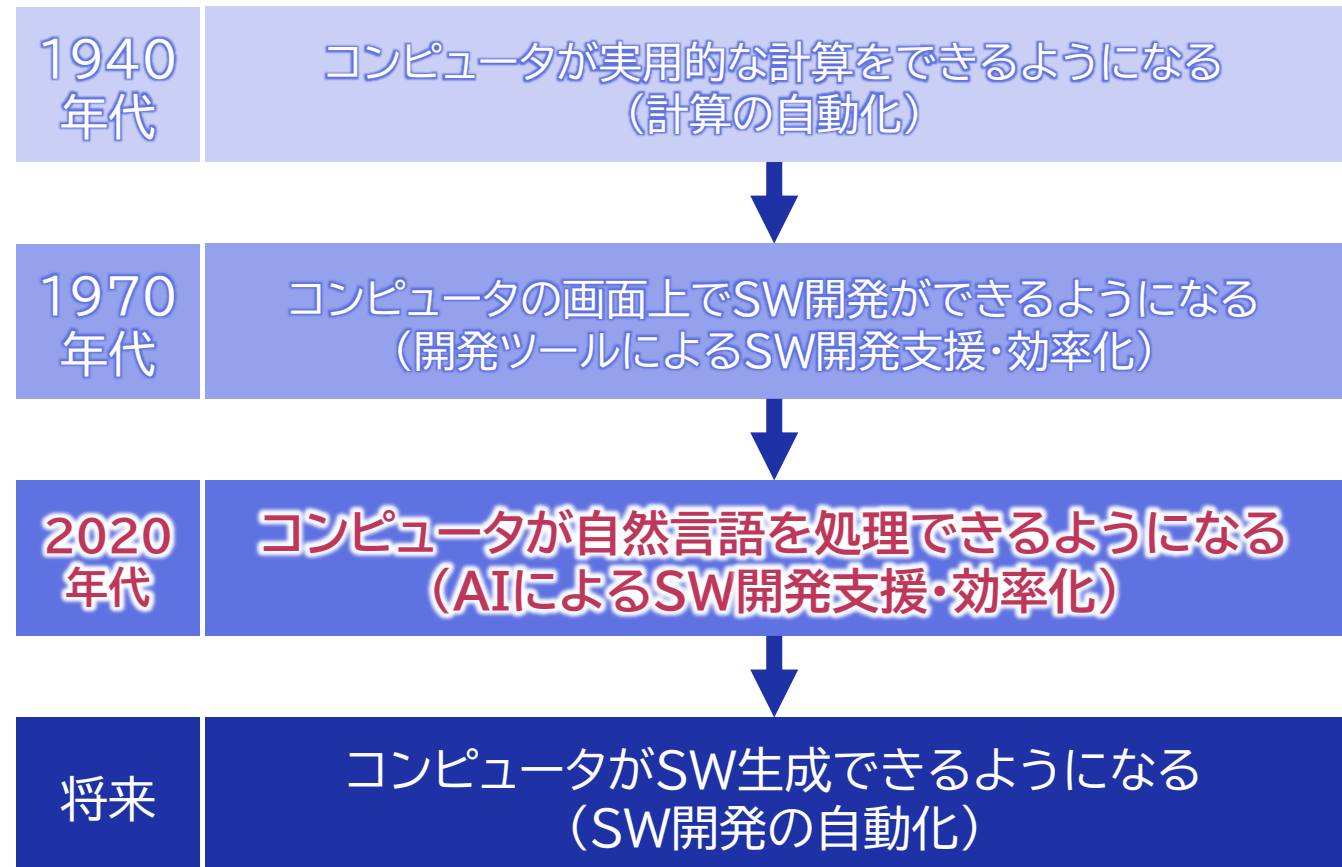 1940
年代
コンピュータが実用的な計算をできるようになる
（計算の自動化）
1970
年代
コンピュータの画面上でSW開発ができるようになる
（開発ツールによるSW開発支援・効率化）
2020
年代
コンピュータが自然言語を処理できるようになる
（AIによるSW開発支援・効率化）
将来
コンピュータがSW生成できるようになる
（SW開発の自動化）